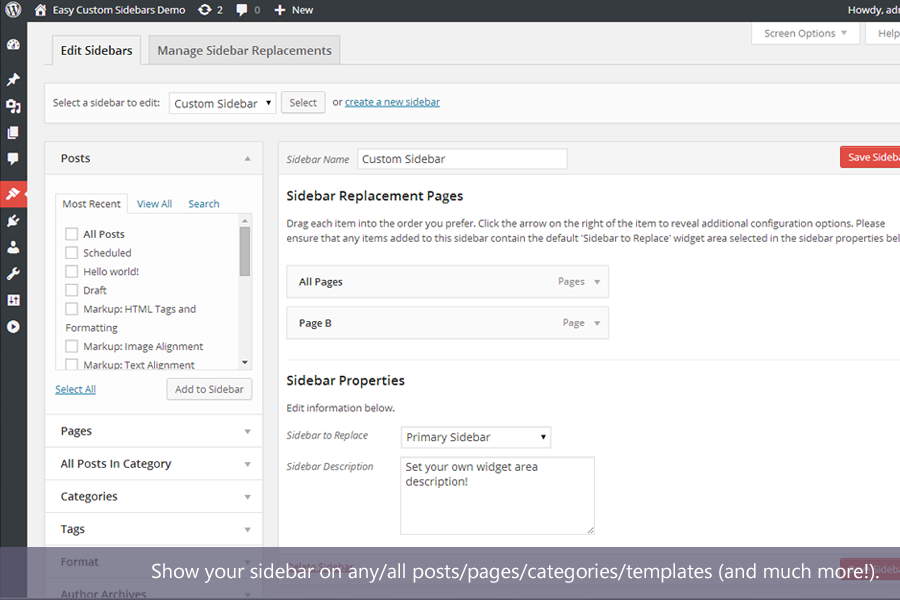 Easy Custom Sidebars Demo 2 0 New Howdy, adr
Screen Options Help
Edit Sidebars Manage Sidebar Replacements
Select a sidebar to edit: Custom Sidebar Select or create a new sidebar
Posts
Most Recent View All Search
All Posts
Scheduled
Hello world!
Draft
Markup: HTML Tags and
Formatting
Markup: Image Alignment
Markup: Text Alignment
Select All Add to Sidebar
Pages
All Posts In Category
Categories
Tags
Format
Author Archives
Sidebar Name Custom Sidebar Save Sideba
Sidebar Replacement Pages
Drag each item into the order you prefer. Click the arrow on the right of the item to reveal additional configuration options. Please
ensure that any items added to this sidebar contain the default 'Sidebar to Replace' widget area selected in the sidebar properties bel
All Pages Pages
Page B Page
Sidebar Properties
Edit information below.
Sidebar to Replace Primary Sidebar
Sidebar Description Set your own widget area
description!
Show your sidebar on any/all posts/pages/categories/templates (and much more!).